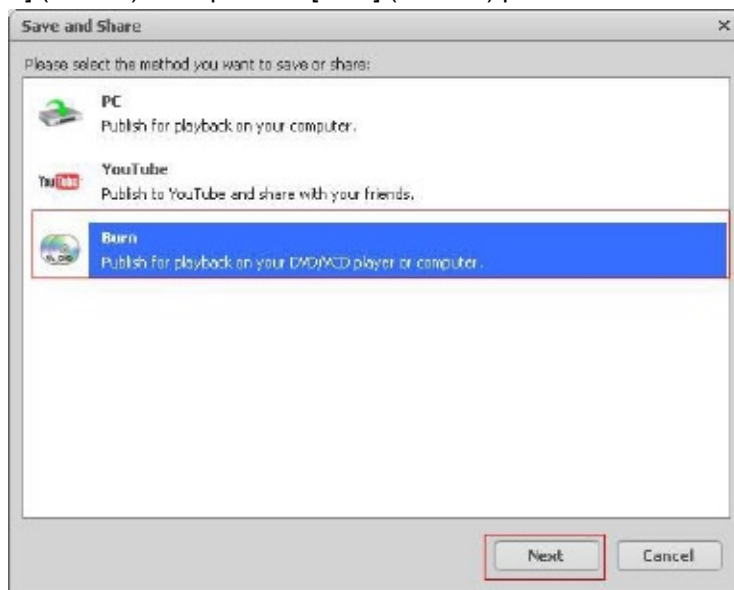 Save and Share
Please select the method you want to save or share:
PC
Publish for playback on your computer.
You Tube
YouTube
Publish to YouTube and share with your friends.
Burn
Publish for playback on your DVD/VCD player or computer.
Next
Cancel